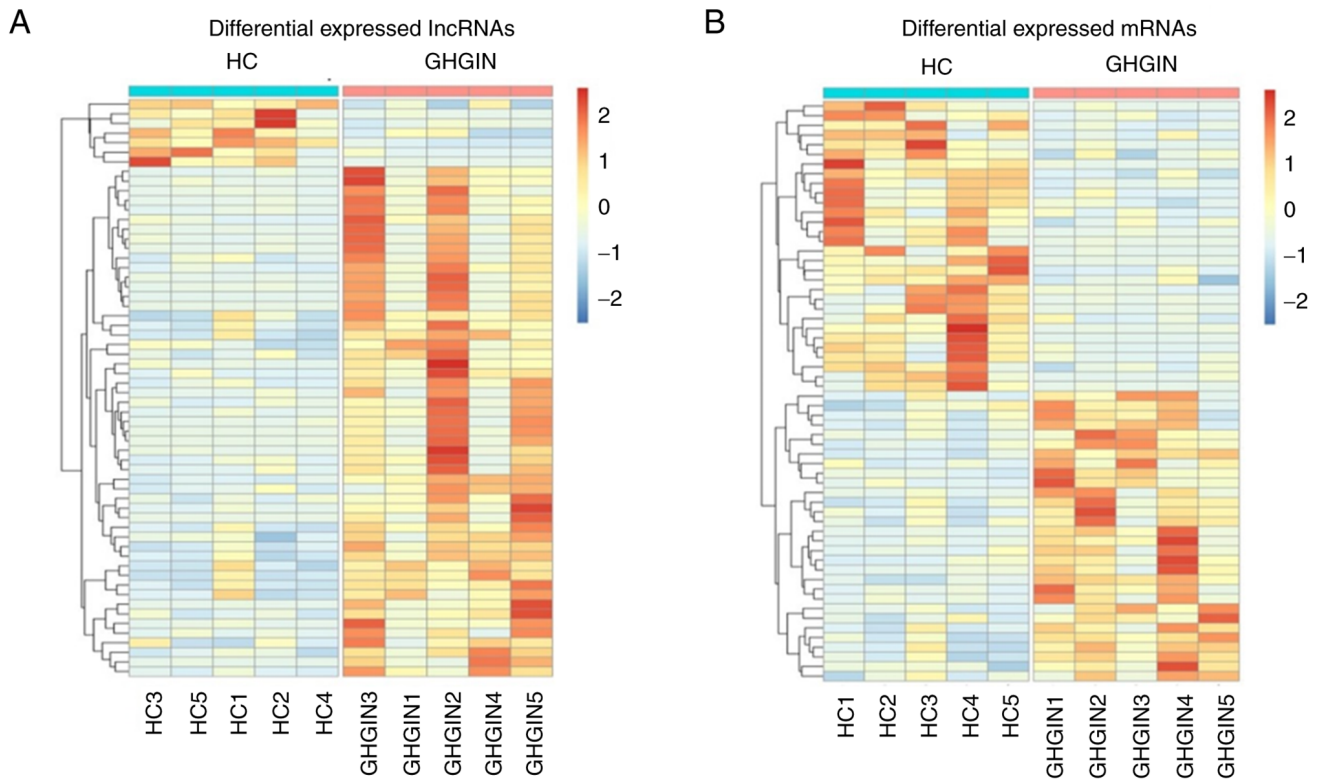 A
Differential expressed lncRNAs
HC
GHGIN
2
1
0
−1
−2
HC3
HC5
HC1
HC2
HC4
GHGIN3
GHGIN1
GHGIN2
GHGIN4
GHGIN5
B
Differential expressed mRNAs
HC
GHGIN
2
1
0
−1
−2
HC1
HC2
HC3
HC4
HC5
GHGIN1
GHGIN2
GHGIN3
GHGIN4
GHGIN5